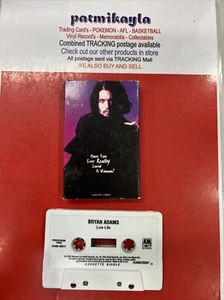 patmikayla
Trading Card's - POKEMON - AFL - BASKETBALL
Vinyl Record's - Memorabilia - Collectables
Combined TRACKING postage available
Check out our other products in store
All postage sent via TRACKING Mail
WE ALSO BUY AND SELL
Have You
Ever Really
Loved
A Woman?
BRYAN ADAMS
Low Life
A&M
CASSETTE SINGLE